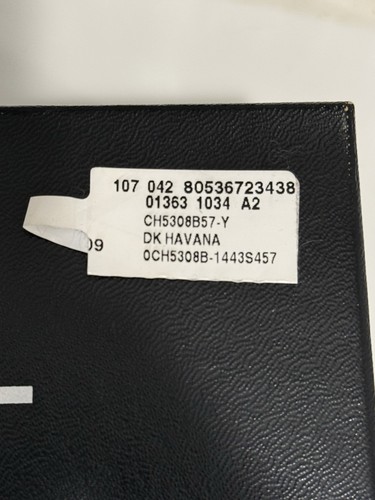 107 042 80536723438
01363 1034 A2
CH5308B57-Y
DK HAVANA
09
0CH5308B-1443S457